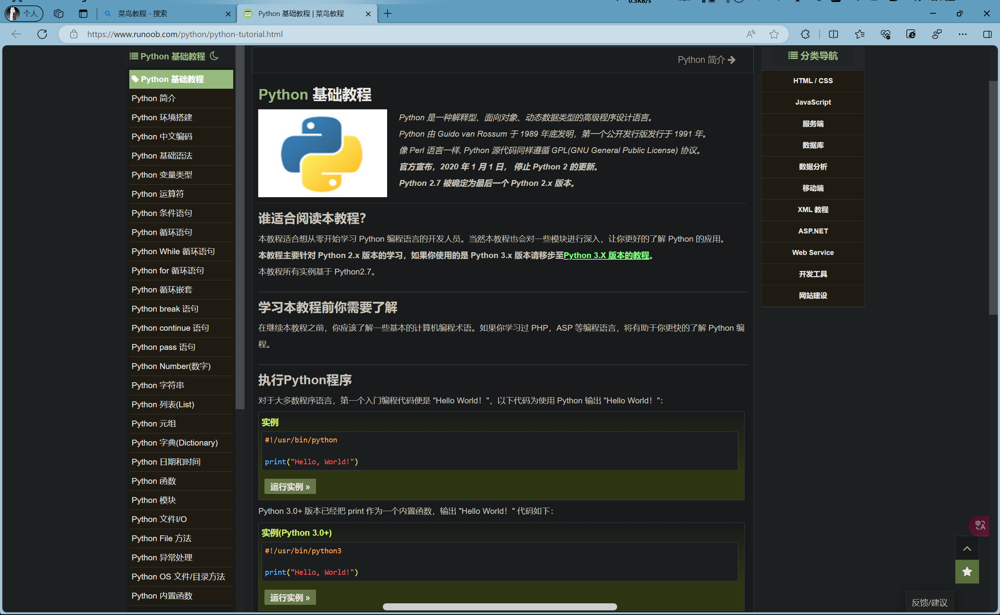 0.3KB/s
个人
菜鸟教程 - 搜索
Python 基础教程 | 菜鸟教程
https://www.runoob.com/python/python-tutorial.html
Python 基础教程
Python 基础教程
Python 简介
Python 环境搭建
Python 中文编码
Python 基础语法
Python 变量类型
Python 运算符
Python 条件语句
Python 循环语句
Python While 循环语句
Python for 循环语句
Python 循环嵌套
Python break 语句
Python continue 语句
Python pass 语句
Python Number(数字)
Python 字符串
Python 列表(List)
Python 元组
Python 字典(Dictionary)
Python 日期和时间
Python 函数
Python 模块
Python 文件I/O
Python File 方法
Python 异常处理
Python OS 文件/目录方法
Python 内置函数
Python 简介
Python 基础教程
Python 是一种解释型、面向对象、动态数据类型的高级程序设计语言。
Python 由 Guido van Rossum 于 1989 年底发明，第一个公开发行版发行于 1991 年。
像 Perl 语言一样, Python 源代码同样遵循 GPL(GNU General Public License) 协议。
官方宣布，2020 年 1 月 1 日， 停止 Python 2 的更新。
Python 2.7 被确定为最后一个 Python 2.x 版本。
谁适合阅读本教程？
本教程适合想从零开始学习 Python 编程语言的开发人员。当然本教程也会对一些模块进行深入，让你更好的了解 Python 的应用。
本教程主要针对 Python 2.x 版本的学习，如果你使用的是 Python 3.x 版本请移步至Python 3.X 版本的教程。
本教程所有实例基于 Python2.7。
学习本教程前你需要了解
在继续本教程之前，你应该了解一些基本的计算机编程术语。如果你学习过 PHP，ASP 等编程语言，将有助于你更快的了解 Python 编
程。
执行Python程序
对于大多数程序语言，第一个入门编程代码便是 "Hello World！"，以下代码为使用 Python 输出 "Hello World！"：
实例
#!/usr/bin/python
print("Hello, World!")
运行实例 »
Python 3.0+ 版本已经把 print 作为一个内置函数，输出 "Hello World！" 代码如下：
实例(Python 3.0+)
#!/usr/bin/python3
print("Hello, World!")
运行实例 »
分类导航
HTML / CSS
JavaScript
服务端
数据库
数据分析
移动端
XML 教程
ASP.NET
Web Service
开发工具
网站建设
反馈/建议